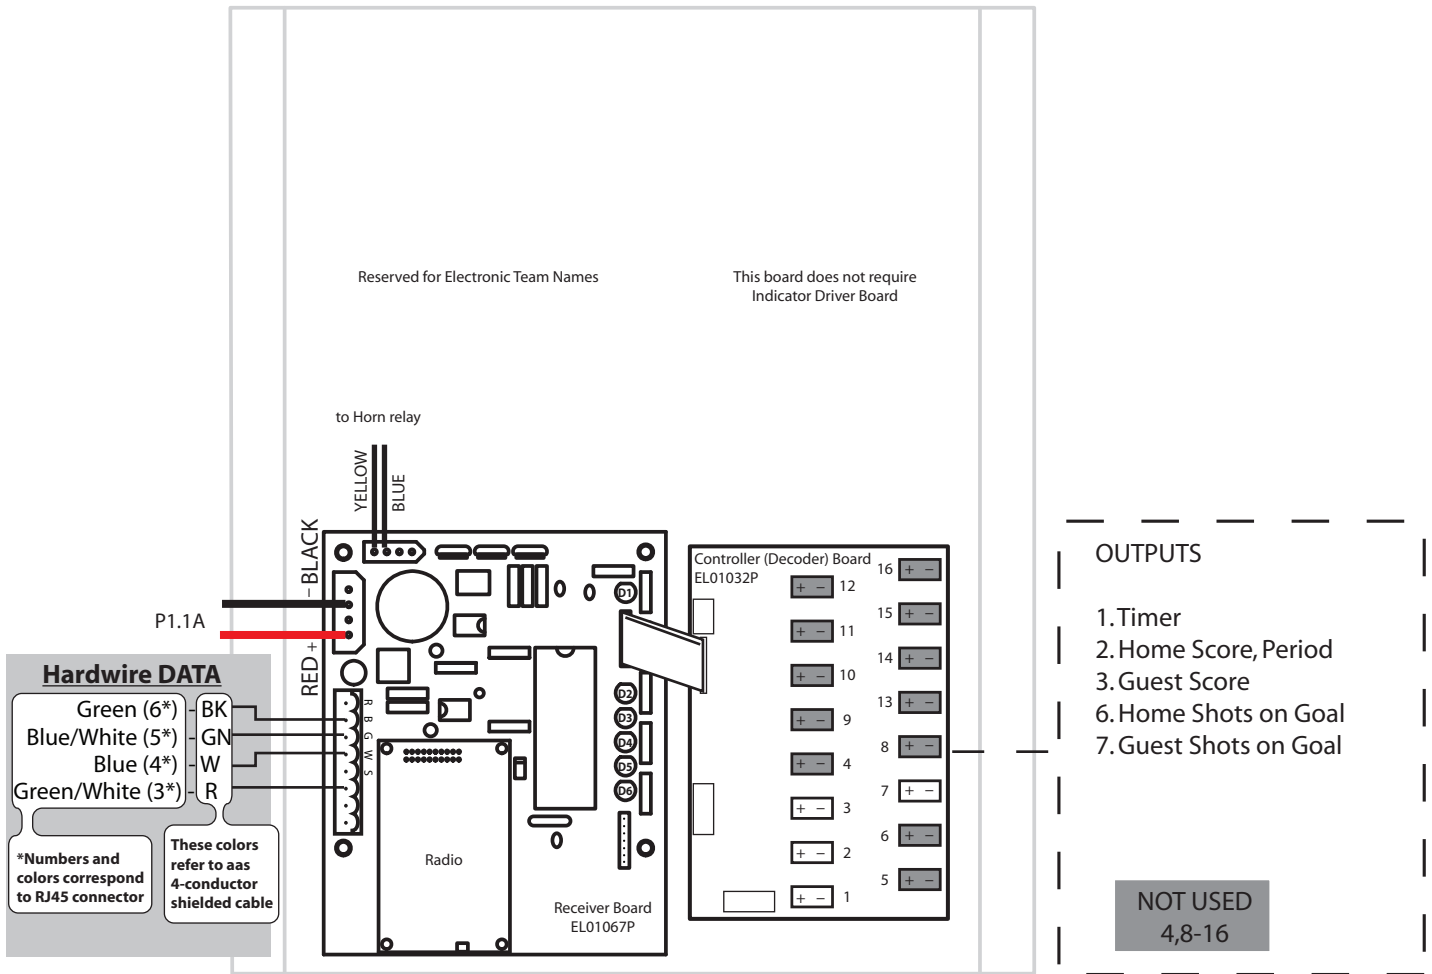 Reserved for Electronic Team Names
This board does not require
Indicator Driver Board
to Horn relay
YELLOW
BLUE
- BLACK
RED +
P1.1A
Hardwire DATA
Green (6*) - BK
Blue/White (5*) - GN
Blue (4*) - W
Green/White (3*) - R
*Numbers and
colors correspond
to RJ45 connector
These colors
refer to aas
4-conductor
shielded cable
R
B
G
W
S
D1
D2
D3
D4
D5
D6
Radio
Receiver Board
EL01067P
Controller (Decoder) Board
EL01032P
16 + -
+ - 12
15 + -
+ - 11
14 + -
+ - 10
13 + -
+ - 9
8 + -
+ - 4
7 + -
+ - 3
6 + -
+ - 2
5 + -
+ - 1
OUTPUTS
1. Timer
2. Home Score, Period
3. Guest Score
6. Home Shots on Goal
7. Guest Shots on Goal
NOT USED
4,8-16